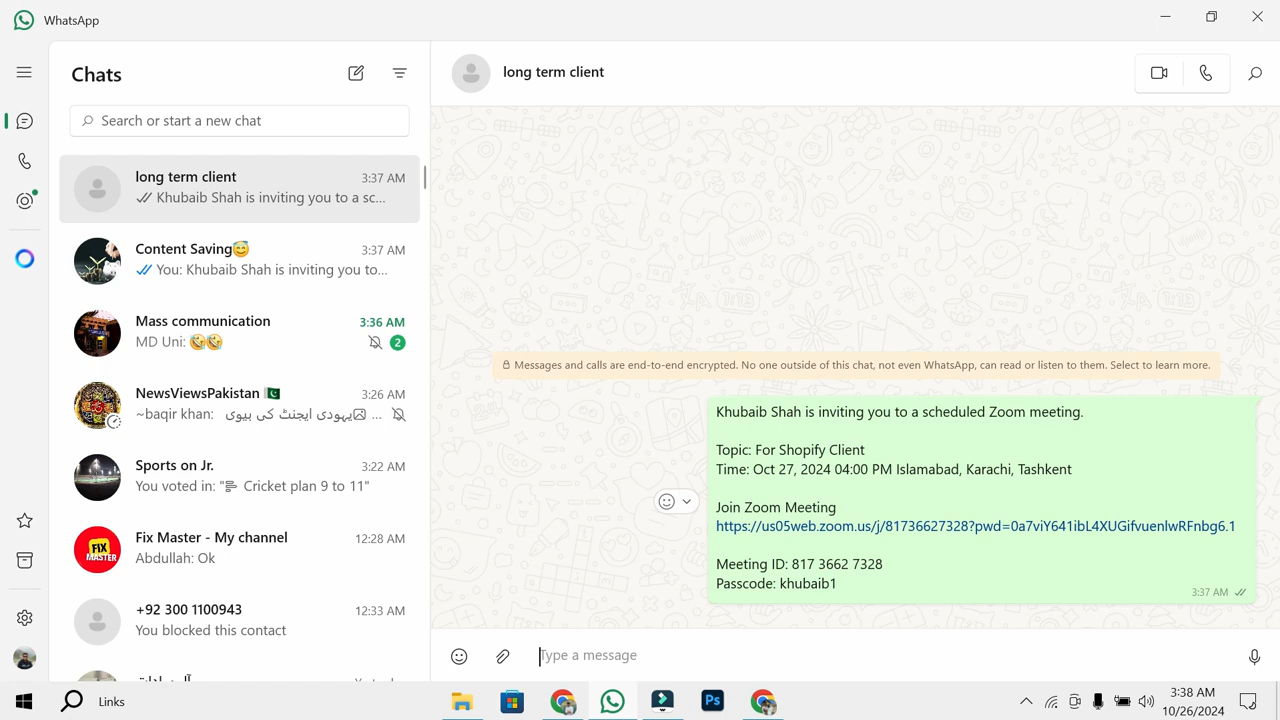 WhatsApp
Chats
Search or start a new chat
long term client
3:37 AM
Khubaib Shah is inviting you to a sc...
Content Saving😇
3:37 AM
You: Khubaib Shah is inviting you to...
Mass communication
3:36 AM
MD Uni: 🤣🤣
2
NewsViewsPakistan 🇵🇰
3:26 AM
~baqir khan: یہودی ایجنٹ کی بیوی ...
Sports on Jr.
3:22 AM
You voted in: "Cricket plan 9 to 11"
Fix Master - My channel
12:28 AM
Abdullah: Ok
FIX
MASTER
+92 300 1100943
12:33 AM
You blocked this contact
long term client
Messages and calls are end-to-end encrypted. No one outside of this chat, not even WhatsApp, can read or listen to them. Select to learn more.
Khubaib Shah is inviting you to a scheduled Zoom meeting.
Topic: For Shopify Client
Time: Oct 27, 2024 04:00 PM Islamabad, Karachi, Tashkent
Join Zoom Meeting
https://us05web.zoom.us/j/81736627328?pwd=0a7viY641ibL4XUGifvuenlwRFnbg6.1
Meeting ID: 817 3662 7328
Passcode: khubaib1
3:37 AM
Type a message
Links
Ps
3:38 AM
10/26/2024